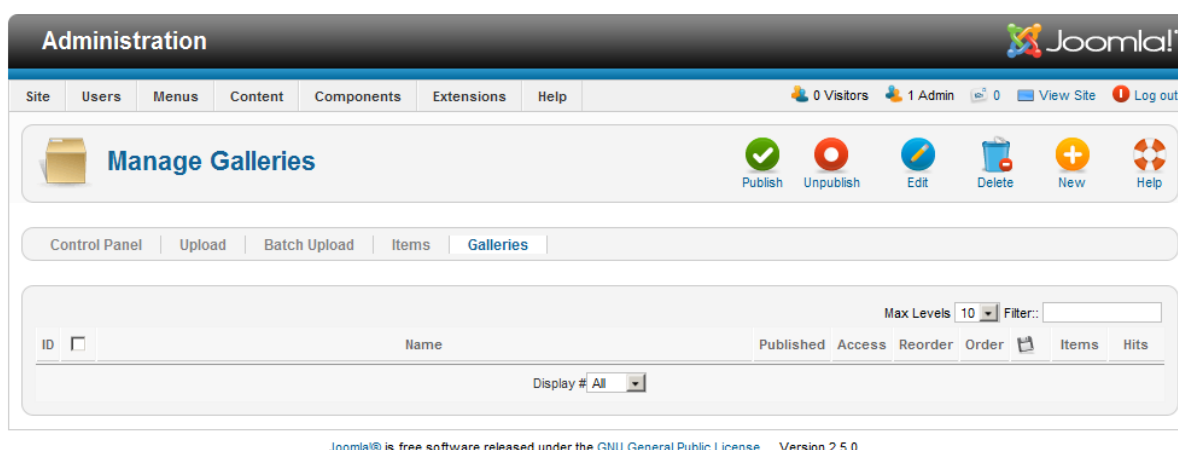 Administration Joomla!
Site Users Menus Content Components Extensions Help 0 Visitors 1 Admin 0 View Site Log out
Manage Galleries
Publish Unpublish Edit Delete New Help
Control Panel Upload Batch Upload Items Galleries
Max Levels 10 Filter::
ID Name Published Access Reorder Order Items Hits
Display # All
Joomla!® is free software released under the GNU General Public License. Version 2.5.0